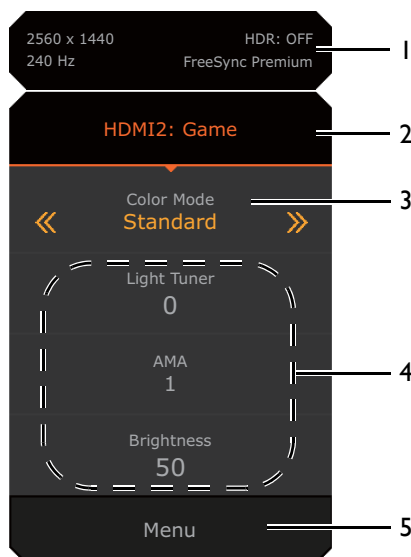 2560 x 1440 HDR: OFF
240 Hz FreeSync Premium
1
HDMI2: Game
2
Color Mode
3
Standard
Light Tuner
0
AMA
4
1
Brightness
50
Menu
5